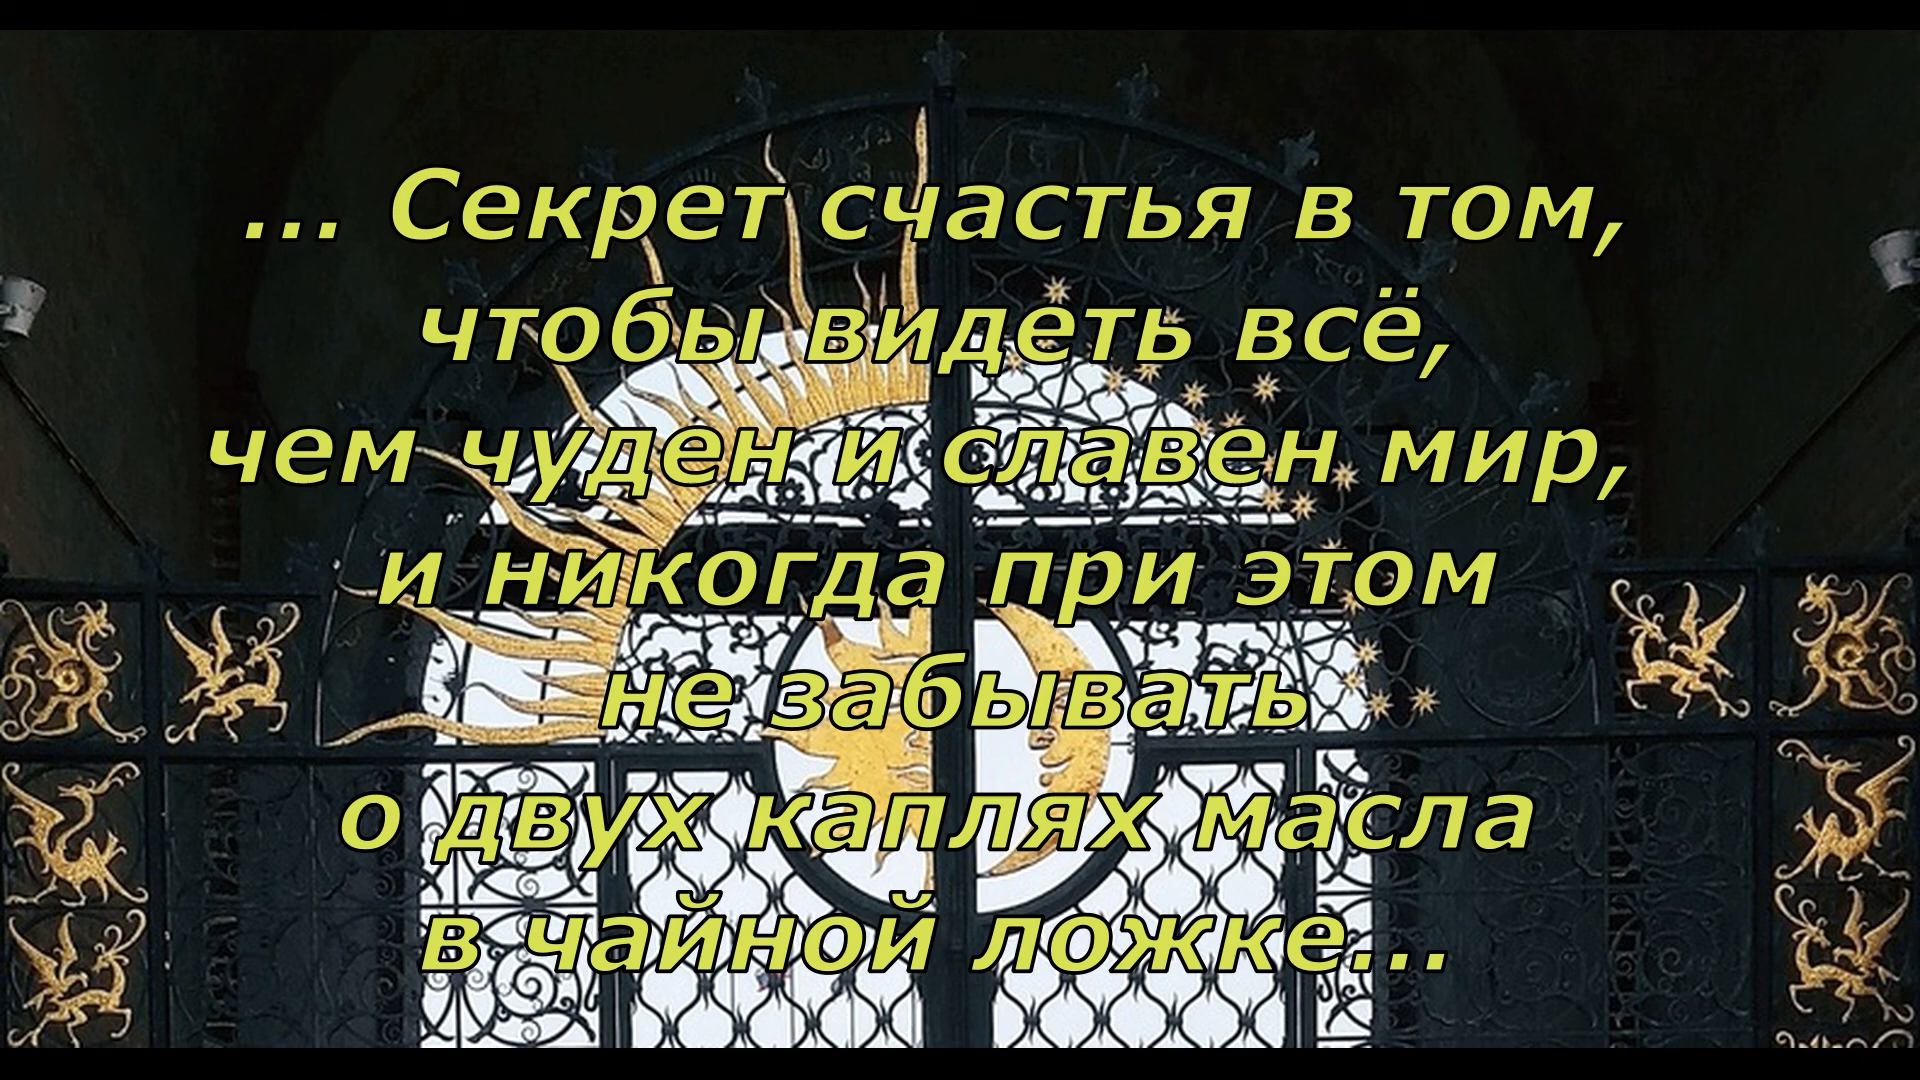 ... Секрет счастья в том,
чтобы видеть всё,
чем чуден и славен мир,
и никогда при этом
не забывать
о двух каплях масла
в чайной ложке...